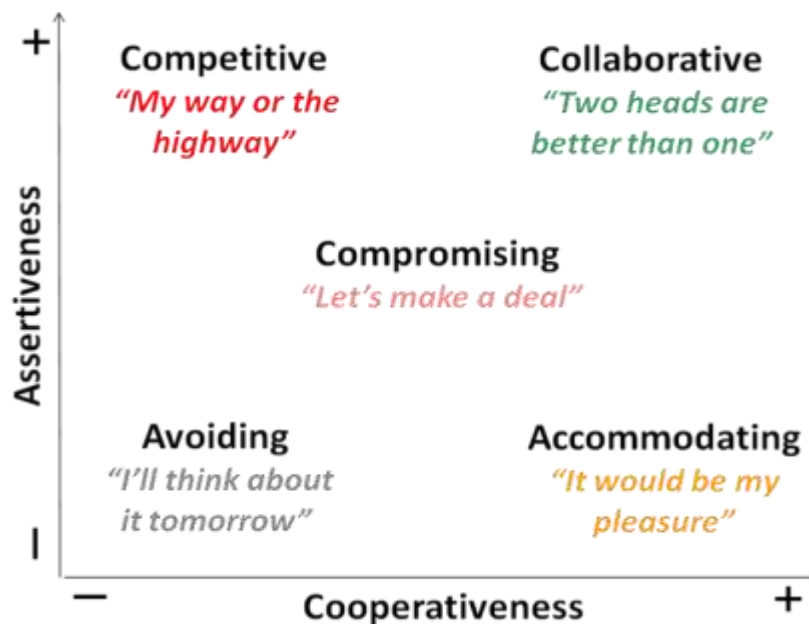 +
Competitive
“My way or the
highway”
Collaborative
“Two heads are
better than one”
Assertiveness
Compromising
“Let’s make a deal”
Avoiding
“I’ll think about
it tomorrow”
Accommodating
“It would be my
pleasure”
–
–
Cooperativeness
+